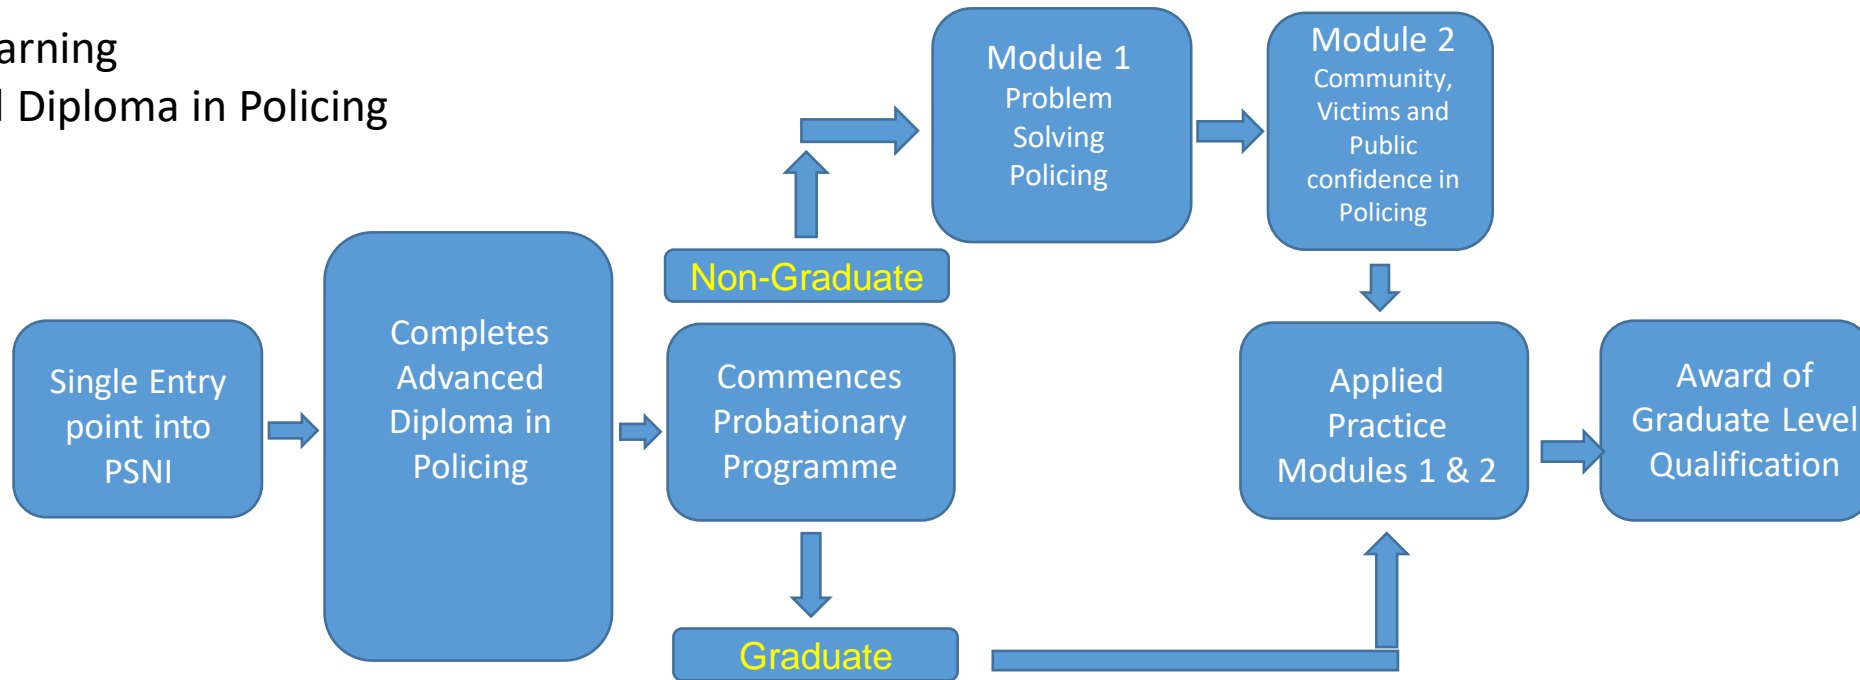 Diploma in Policing
Single Entry
point into
PSNI
Completes
Advanced
Diploma in
Policing
Non-Graduate
Commences
Probationary
Programme
Graduate
Module 1
Problem
Solving
Policing
Module 2
Community,
Victims and
Public
confidence in
Policing
Applied
Practice
Modules 1 & 2
Award of
Graduate Level
Qualification